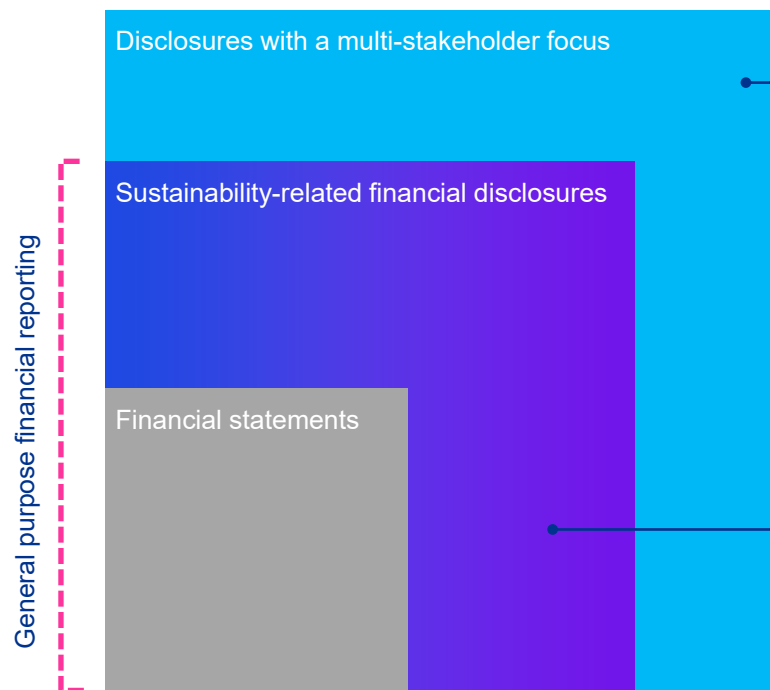 Disclosures with a multi-stakeholder focus
Sustainability-related financial disclosures
Financial statements
General purpose financial reporting